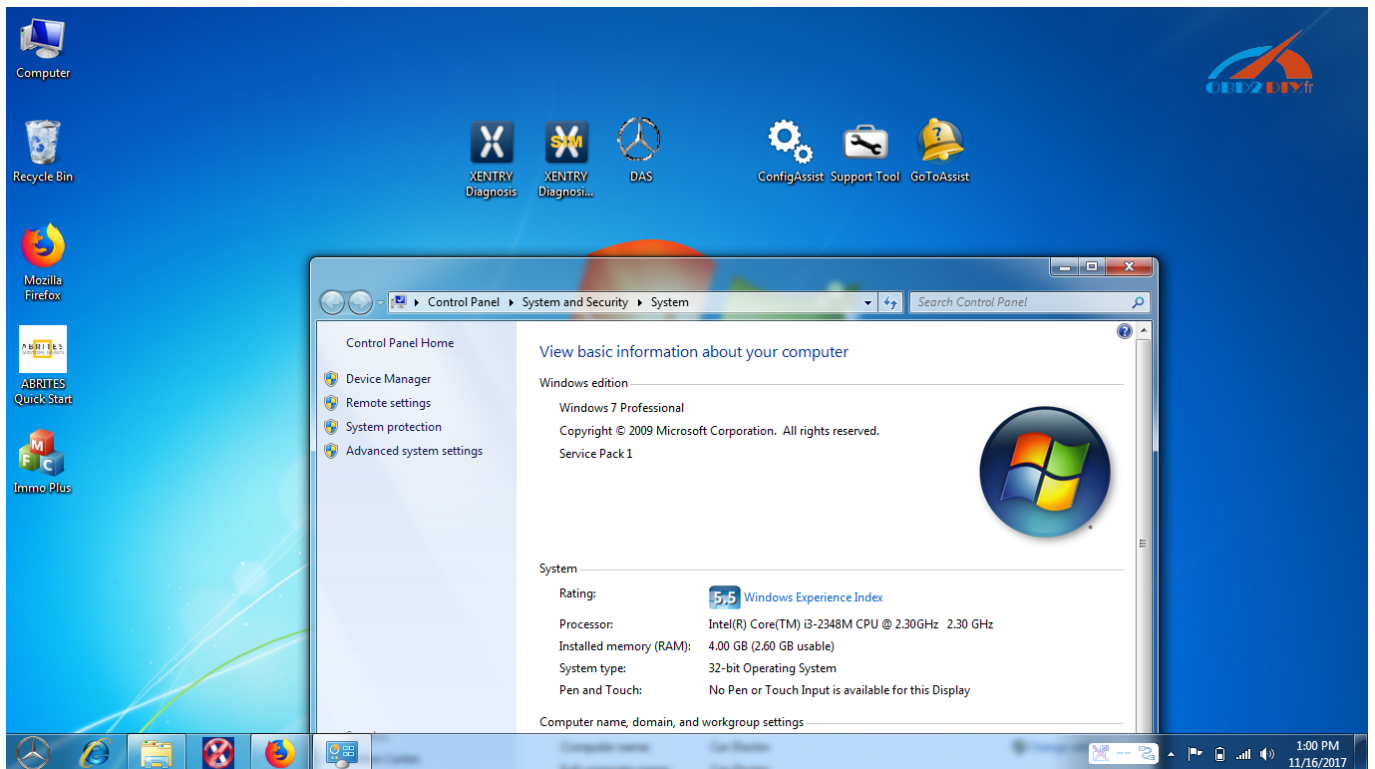 Computer
OBD2 DIY.fr
XENTRY
Diagnosis
SIM
XENTRY
Diagnosi...
DAS
ConfigAssist
Support Tool
GoToAssist
Recycle Bin
Mozilla
Firefox
ABRITES
ABRITES
Quick Start
M
F
C
Immo Plus
Control Panel
System and Security
System
Search Control Panel
Control Panel Home
Device Manager
Remote settings
System protection
Advanced system settings
View basic information about your computer
Windows edition
Windows 7 Professional
Copyright © 2009 Microsoft Corporation. All rights reserved.
Service Pack 1
System
Rating:
5.5 Windows Experience Index
Processor: Intel(R) Core(TM) i3-2348M CPU @ 2.30GHz 2.30 GHz
Installed memory (RAM): 4.00 GB (2.60 GB usable)
System type: 32-bit Operating System
Pen and Touch: No Pen or Touch Input is available for this Display
Computer name, domain, and workgroup settings
1:00 PM
11/16/2017